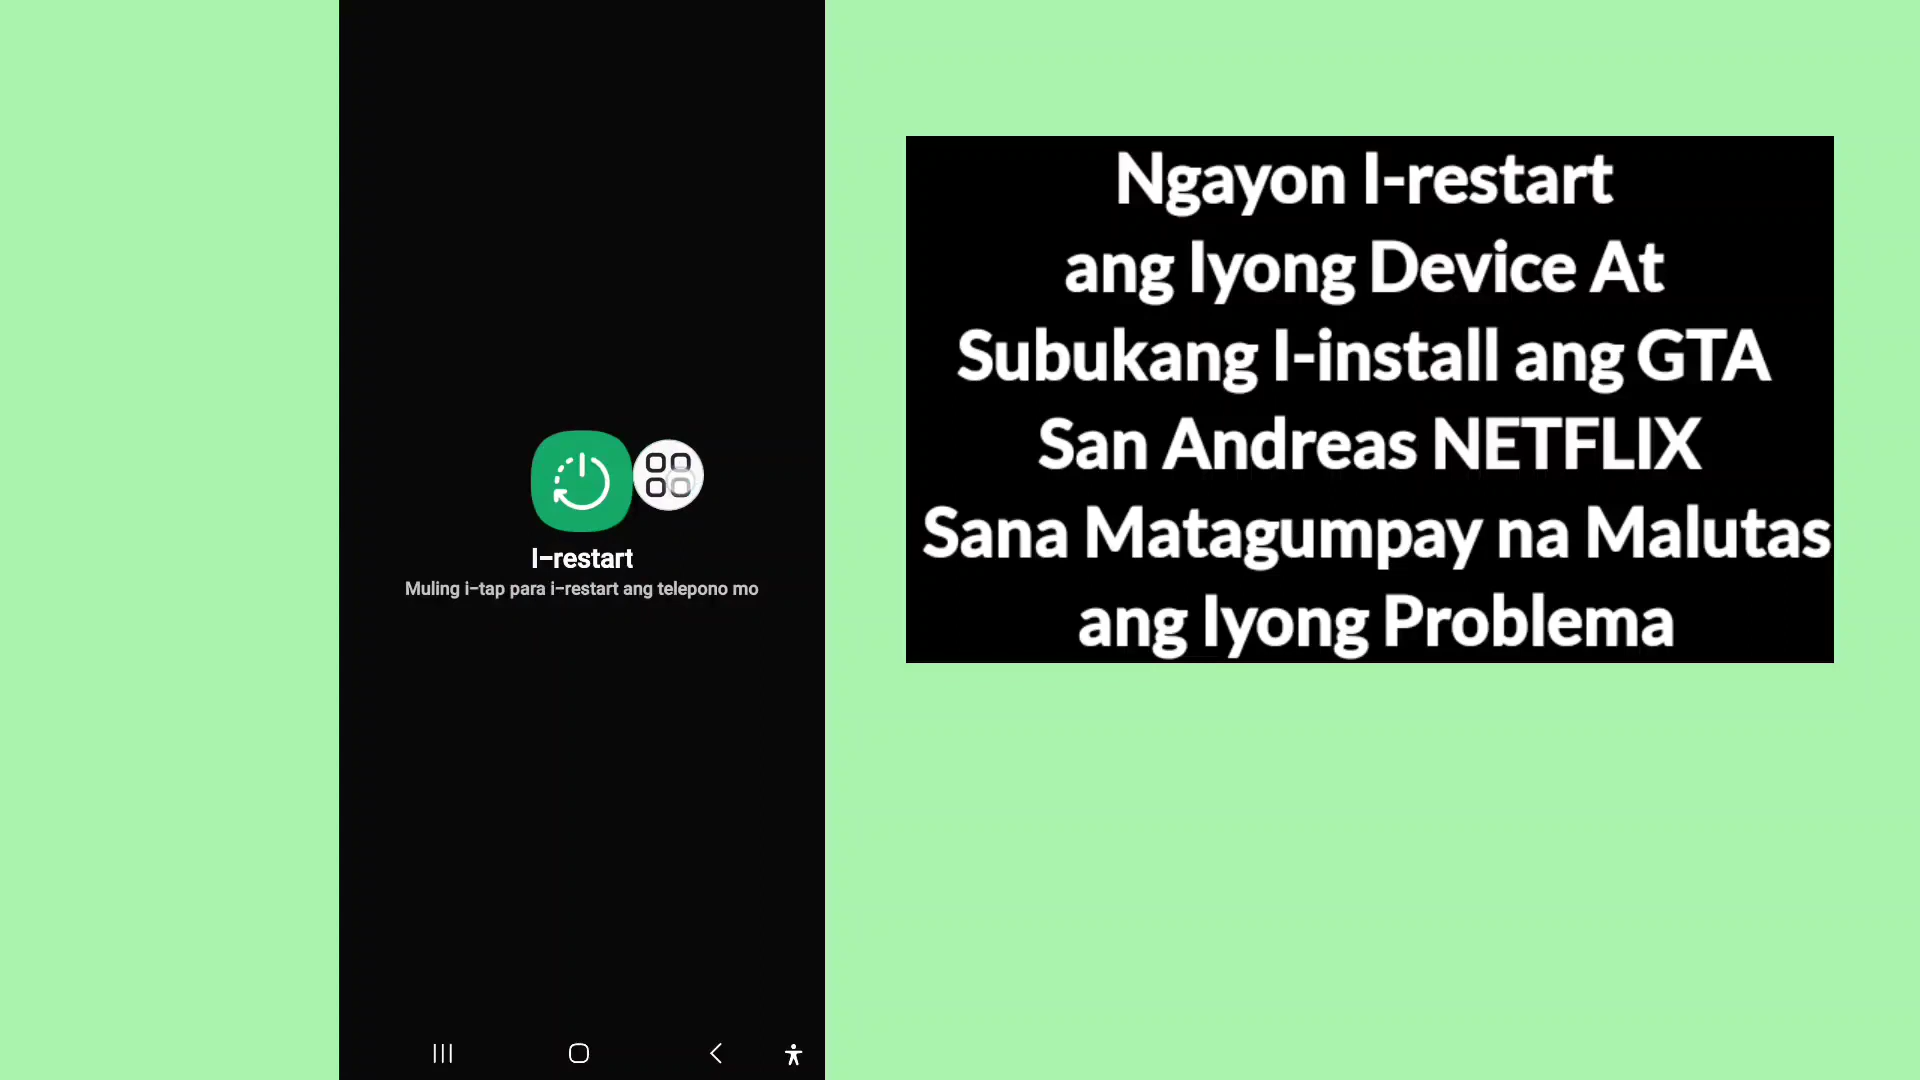 I-restart
Muling i-tap para i-restart ang telepono mo
Ngayon I-restart
ang Iyong Device At
Subukang I-install ang GTA
San Andreas NETFLIX
Sana Matagumpay na Malutas
ang Iyong Problema